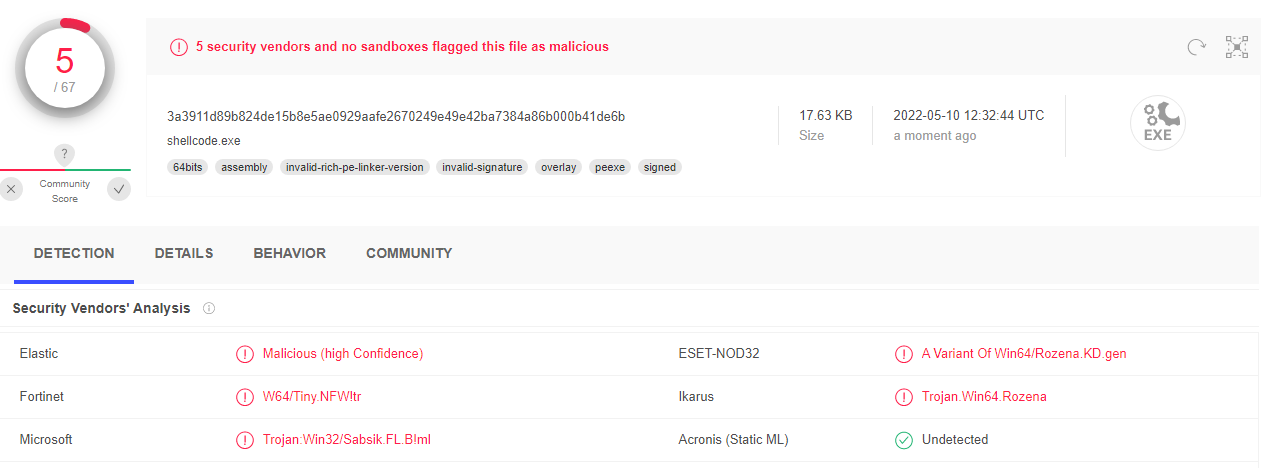 5
/ 67
?
Community
Score
5 security vendors and no sandboxes flagged this file as malicious
3a3911d89b824de15b8e5ae0929aafe2670249e49e42ba7384a86b000b41de6b
shellcode.exe
64bits assembly invalid-rich-pe-linker-version invalid-signature overlay peexe signed
17.63 KB
Size
2022-05-10 12:32:44 UTC
a moment ago
EXE
DETECTION DETAILS BEHAVIOR COMMUNITY
Security Vendors' Analysis
Elastic Malicious (high Confidence) ESET-NOD32 A Variant Of Win64/Rozena.KD.gen
Fortinet W64/Tiny.NFW!tr Ikarus Trojan.Win64.Rozena
Microsoft Trojan:Win32/Sabsik.FL.B!ml Acronis (Static ML) Undetected